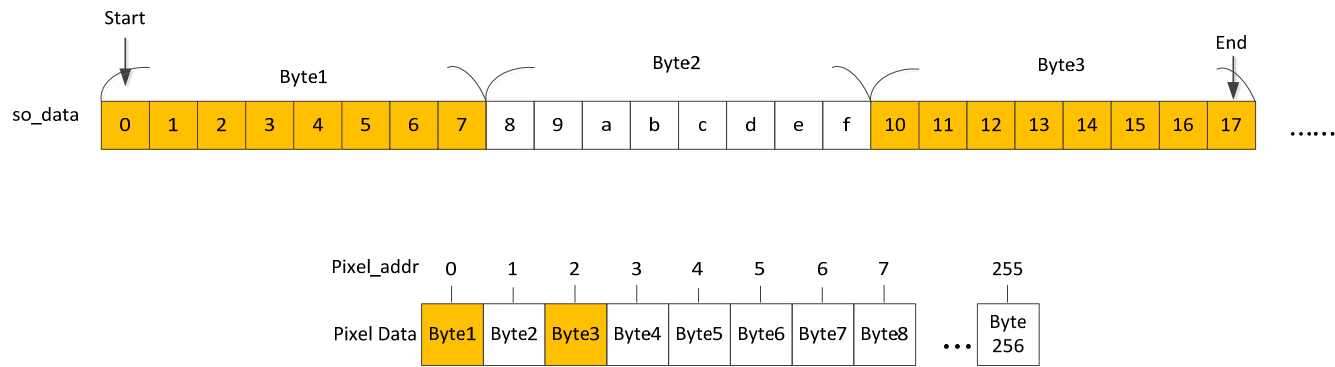 Start
End
Byte1 Byte2 Byte3
so_data 0 1 2 3 4 5 6 7 8 9 a b c d e f 10 11 12 13 14 15 16 17 ......
Pixel_addr 0 1 2 3 4 5 6 7 255
Pixel Data Byte1 Byte2 Byte3 Byte4 Byte5 Byte6 Byte7 Byte8 ... Byte
256